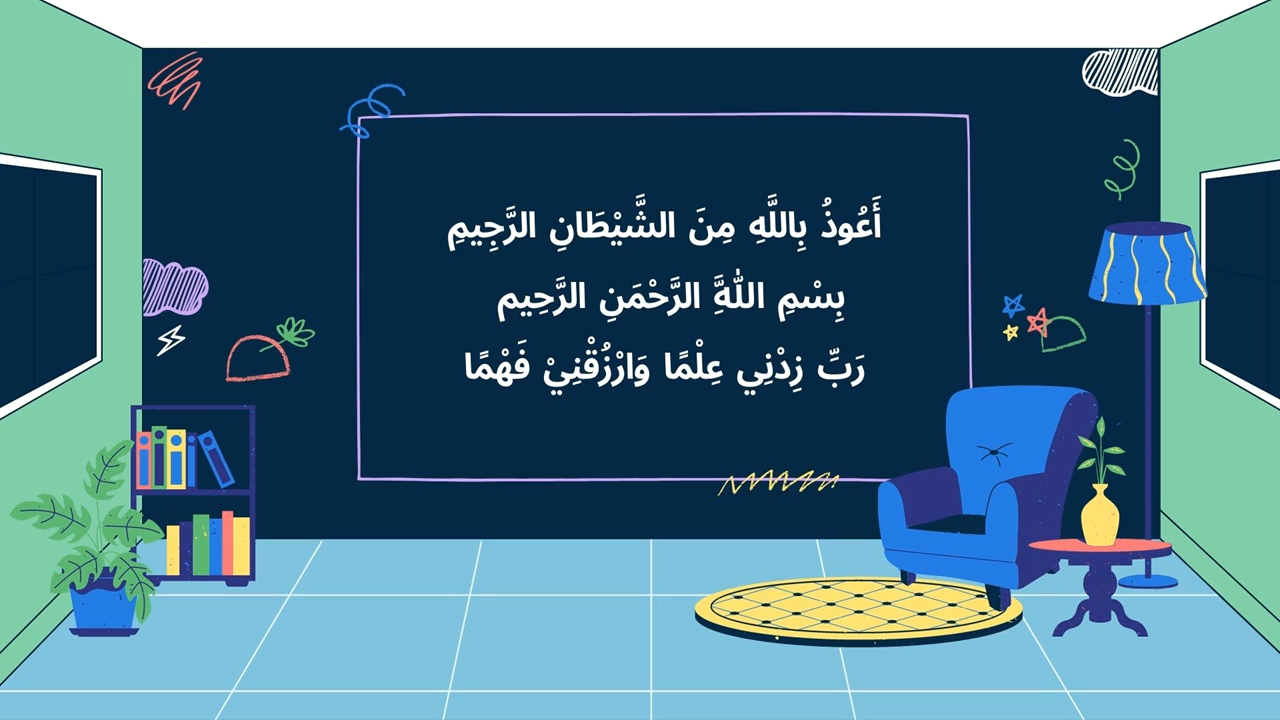 أَعُوذُ بِاللَّهِ مِنَ الشَّيْطَانِ الرَّجِيمِ
بِسْمِ اللّٰهَِّ الرَّحْمَنِ الرَّحِيم
رَبِّ زِدْنِي عِلْمًا وَارْزُقْنِيْ فَهْمًا